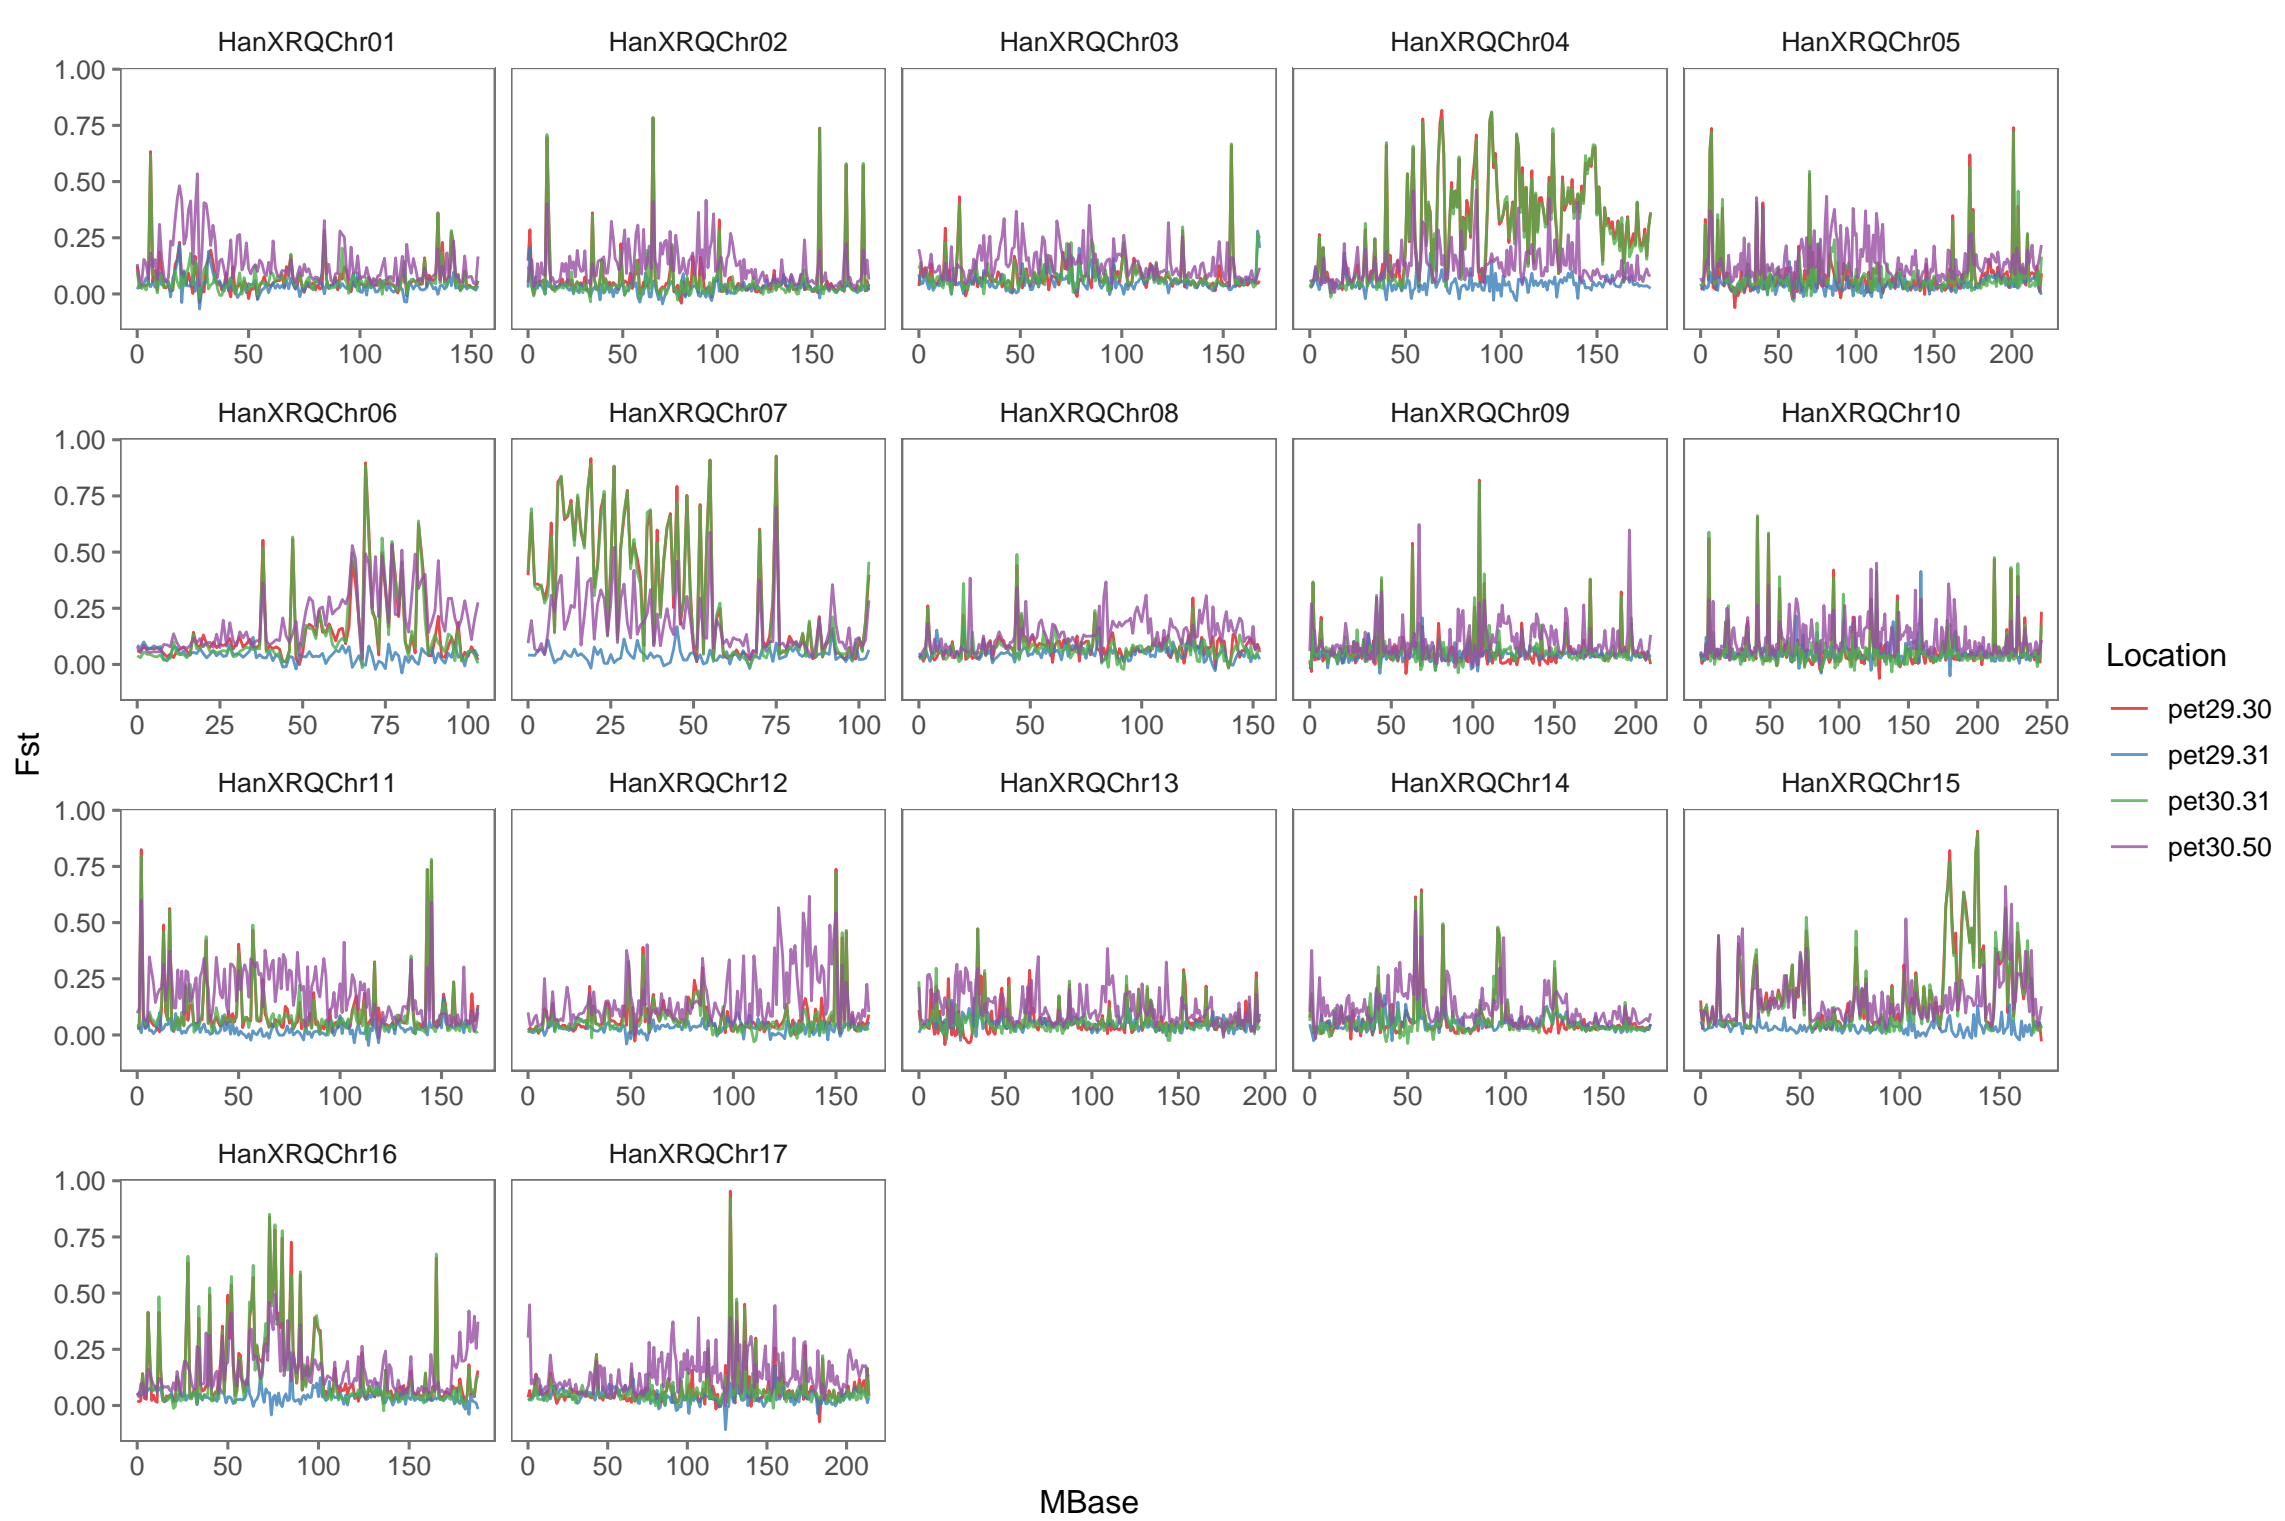 HanXRQChr01 HanXRQChr02 HanXRQChr03 HanXRQChr04 HanXRQChr05
1.00
0.75
0.50
0.25
0.00
0 50 100 150 0 50 100 150 0 50 100 150 0 50 100 150 0 50 100 150 200
HanXRQChr06 HanXRQChr07 HanXRQChr08 HanXRQChr09 HanXRQChr10
1.00
0.75
0.50
0.25
0.00
0 25 50 75 100 0 25 50 75 100 0 50 100 150 0 50 100 150 200 0 50 100 150 200 250
HanXRQChr11 HanXRQChr12 HanXRQChr13 HanXRQChr14 HanXRQChr15
1.00
0.75
0.50
0.25
0.00
0 50 100 150 0 50 100 150 0 50 100 150 200 0 50 100 150 0 50 100 150
HanXRQChr16 HanXRQChr17
1.00
0.75
0.50
0.25
0.00
0 50 100 150 0 50 100 150 200
MBase
Fst
Location
pet29.30
pet29.31
pet30.31
pet30.50